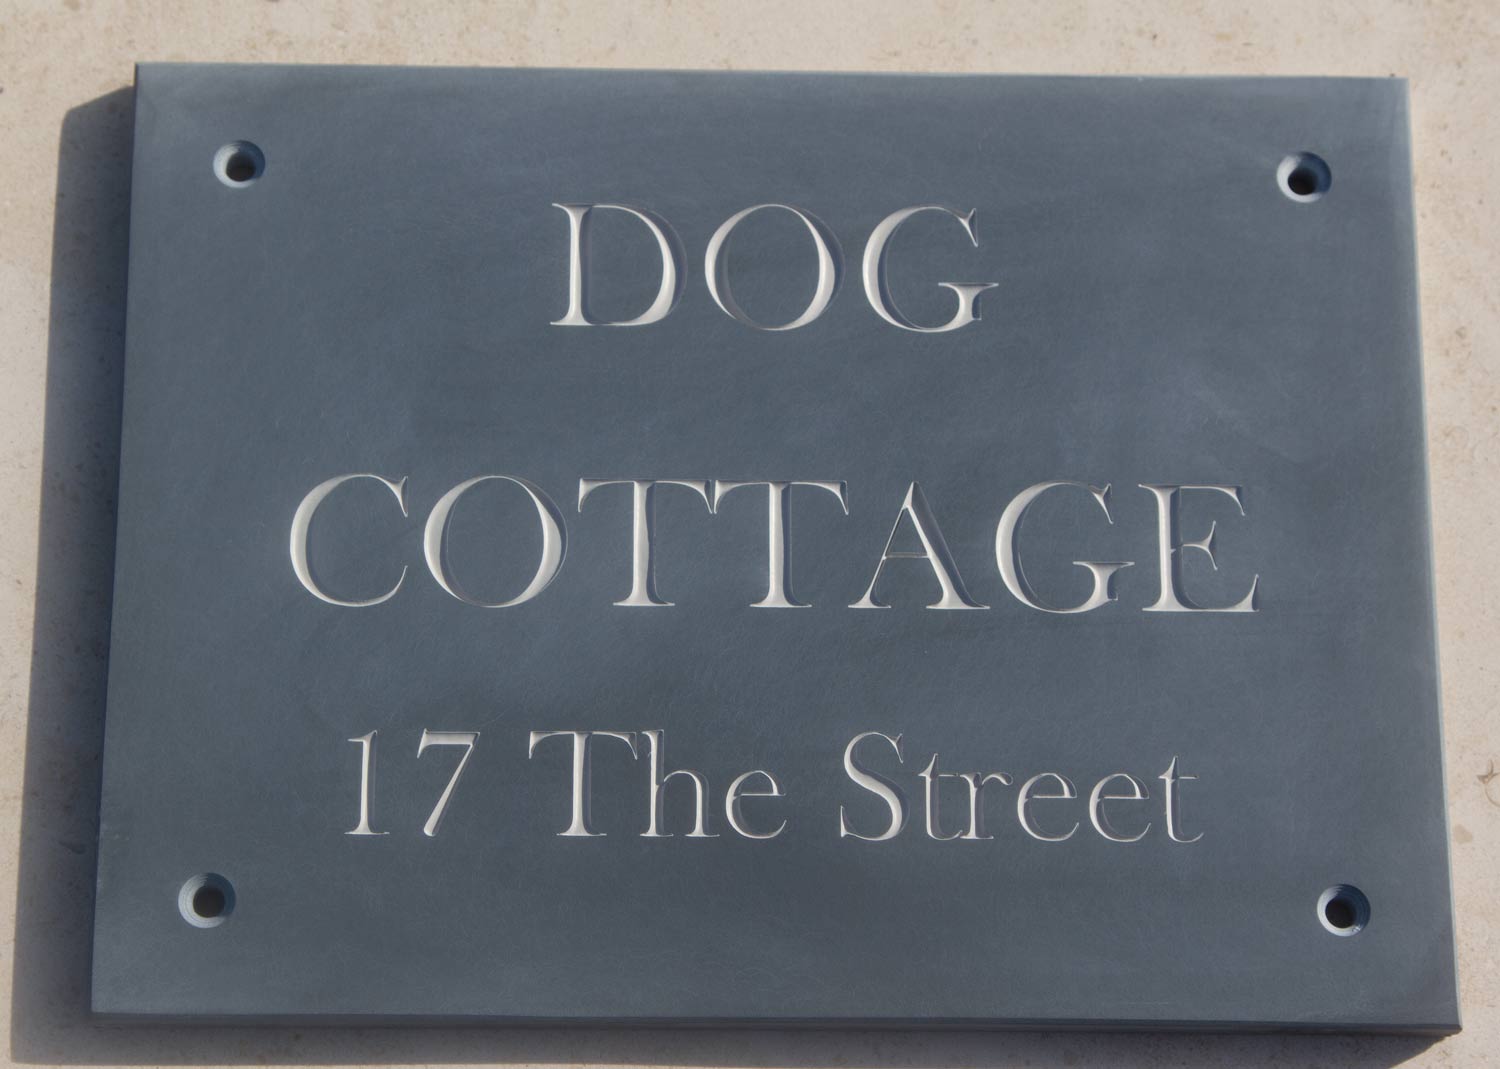 DOG
COTTAGE
17 The Street